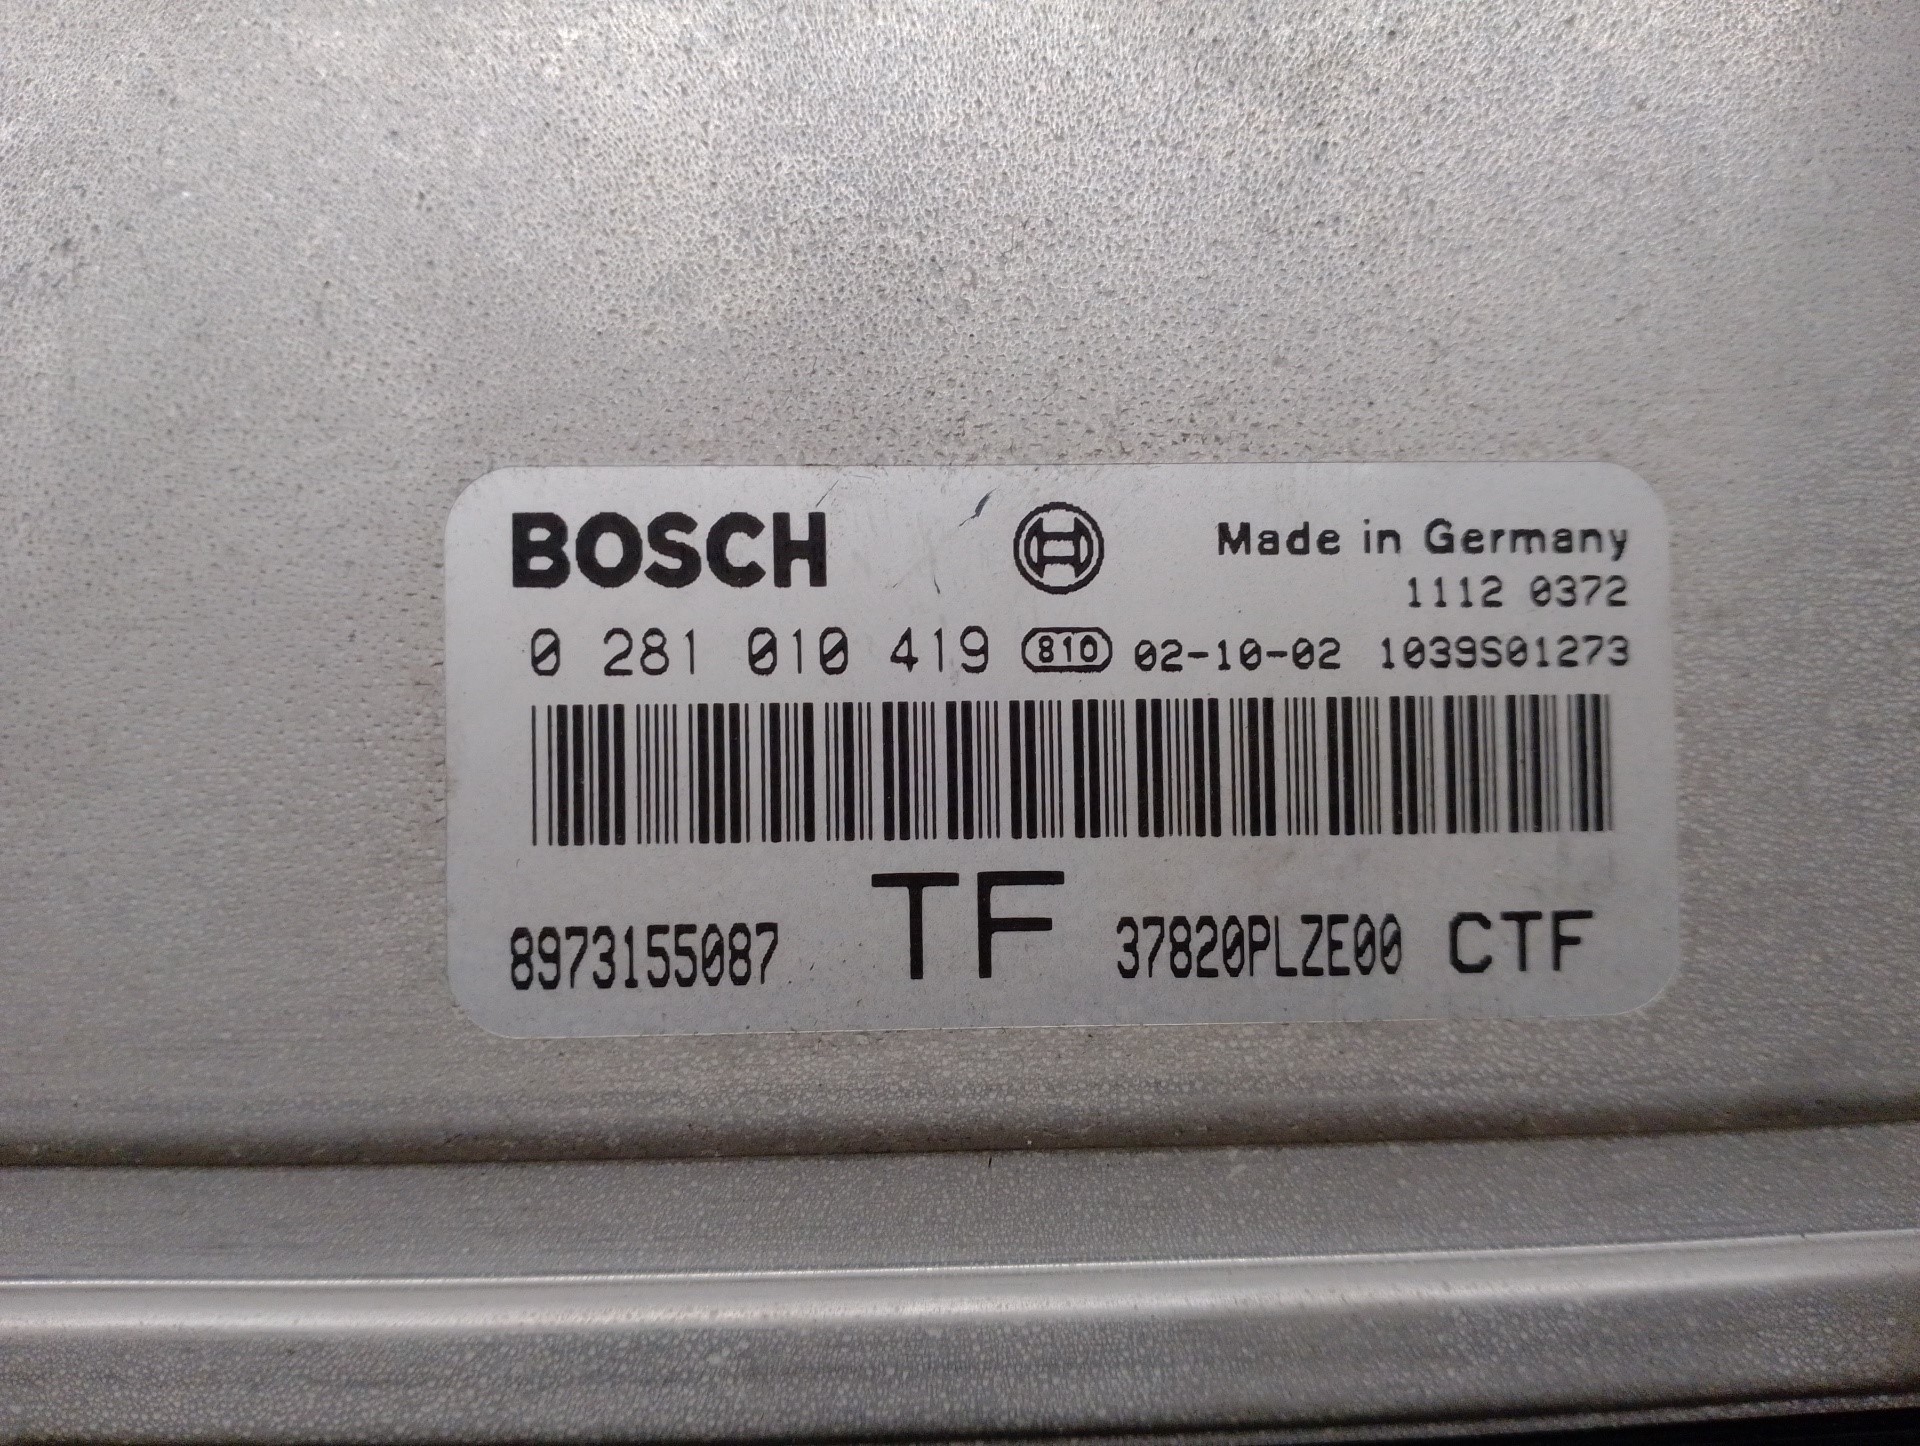 BOSCH Made in Germany
1112 0372
0 281 010 419 810 02-10-02 1039S01273
8973155087 TF 37820PLZE00 CTF